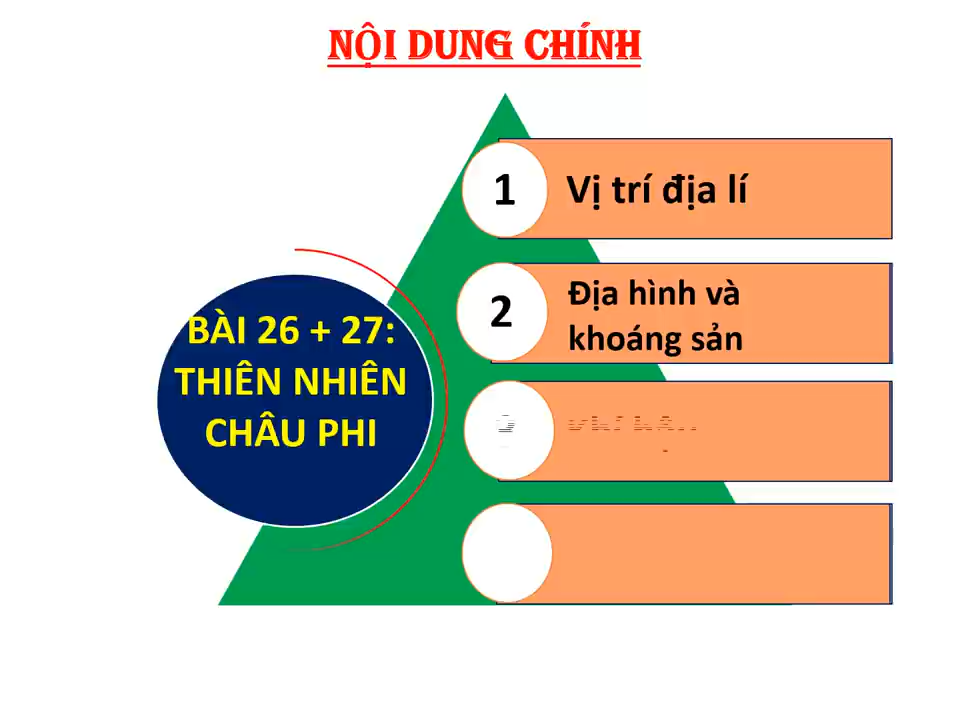 NỘI DUNG CHÍNH
1
Vị trí địa lí
2
Địa hình và
khoáng sản
BÀI 26 + 27:
THIÊN NHIÊN
CHÂU PHI